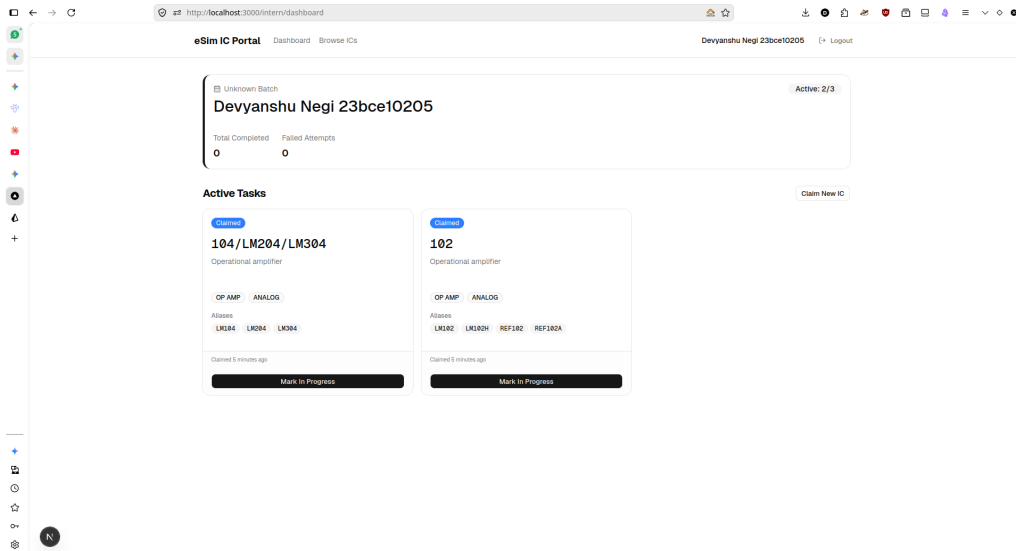 http://localhost:3000/intern/dashboard
eSim IC Portal Dashboard Browse ICs Devyanshu Negi 23bce10205 Logout
Unknown Batch Active: 2/3
Devyanshu Negi 23bce10205
Total Completed Failed Attempts
0 0
Active Tasks Claim New IC
Claimed Claimed
104/LM204/LM304 102
Operational amplifier Operational amplifier
OP AMP ANALOG OP AMP ANALOG
Aliases Aliases
LM104 LM204 LM304 LM102 LM102H REF102 REF102A
Claimed 5 minutes ago Claimed 5 minutes ago
Mark In Progress Mark In Progress
N